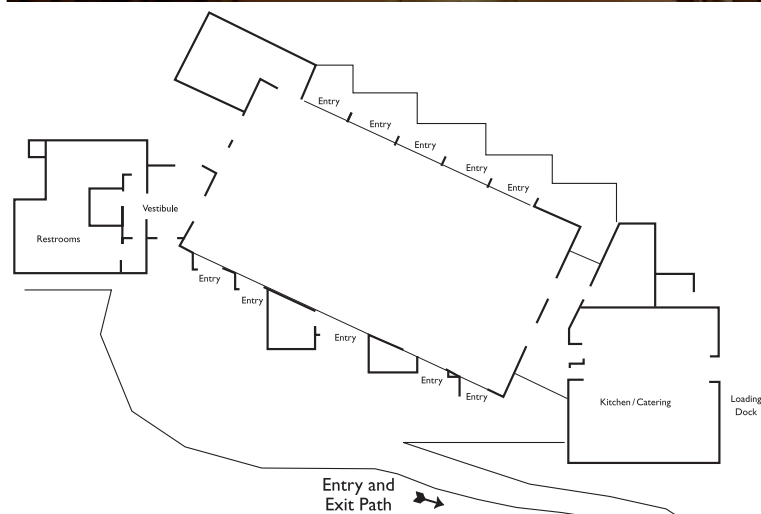 Entry
Entry
Entry
Entry
Entry
Vestibule
Restrooms
Entry
Entry
Entry
Entry
Entry
Kitchen / Catering
Loading
Dock
Entry and
Exit Path